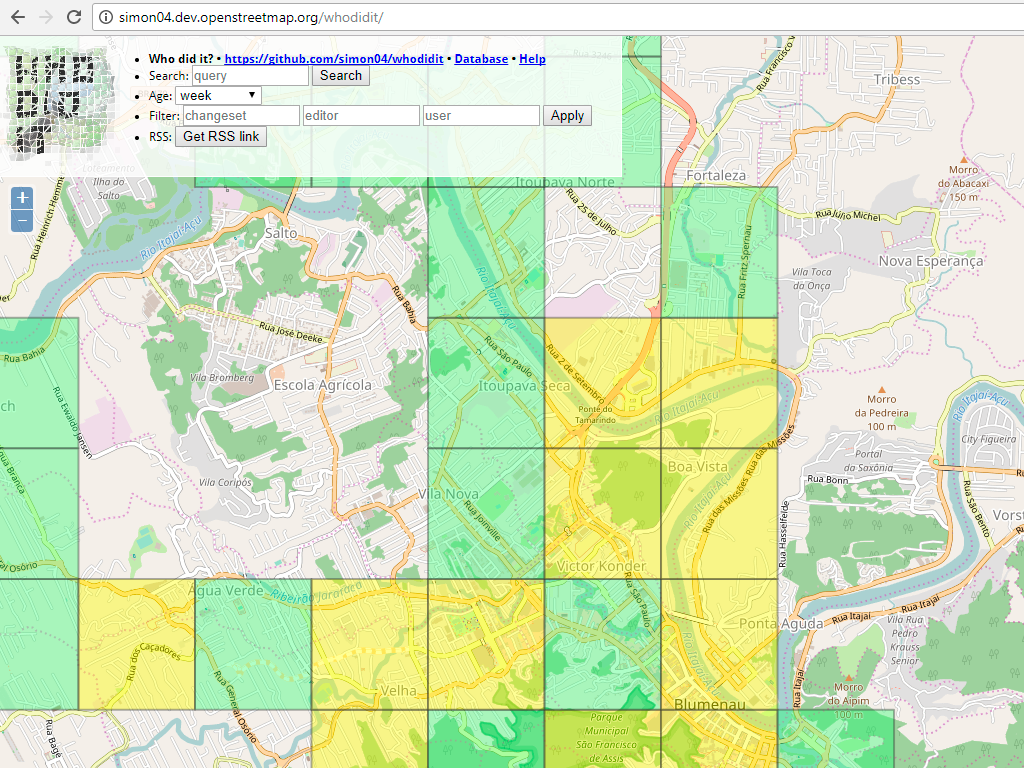 simon04.dev.openstreetmap.org/whodidit/
WHO DID IT
Who did it? • https://github.com/simon04/whodidit • Database • Help
Search: query Search
Age: week
Filter: changeset editor user Apply
RSS: Get RSS link
+
−
Loteamento
Ilha do
Salto
Rua Heinrich Hemme
Tribess
Rua Francisco V
Fortaleza
Itoupava Norte
Morro
do Abacaxi
150 m
Rua 25 de Julho
Rua Júlio Michel
Rio Itajaí-Açu
Salto
Rua Fritz Spernau
Nova Esperança
Vila Toca
da Onça
Rio Itajaí-Açu
Rua Bahia
Rua José Deeke
Rua Bahia
Rua São Paulo
Rua 2 de Setembro
Vila Bromberg
Escola Agrícola
Itoupava Seca
Rio Itajaí-Açu
Rio Itajaí-Açu
Ponte do
Tamarindo
Morro
da Pedreira
100 m
Rua Ewaldo Jansen
City Figueira
Portal
da Saxônia
Boa Vista
Rua das Missões
Rua das Missões
Rio Itajaí-Açu
Rua Bonn
Vila Coripós
Vila Nova
Rua Joinville
Rua Hasselfelde
Rua São Bento
Vorst
Osório
Victor Konder
Água Verde
Rua São Paulo
Ponta Aguda
Rua Itajaí
Rua Itajaí
Vila Rua
Pedro
Krauss
Senior
Rua dos Caçadores
Rua General Osório
Velha
Rua Itajaí
Morro
do Aipim
100 m
Blumenau
Rua Bagé
Parque
Municipal
São Francisco
de Assis